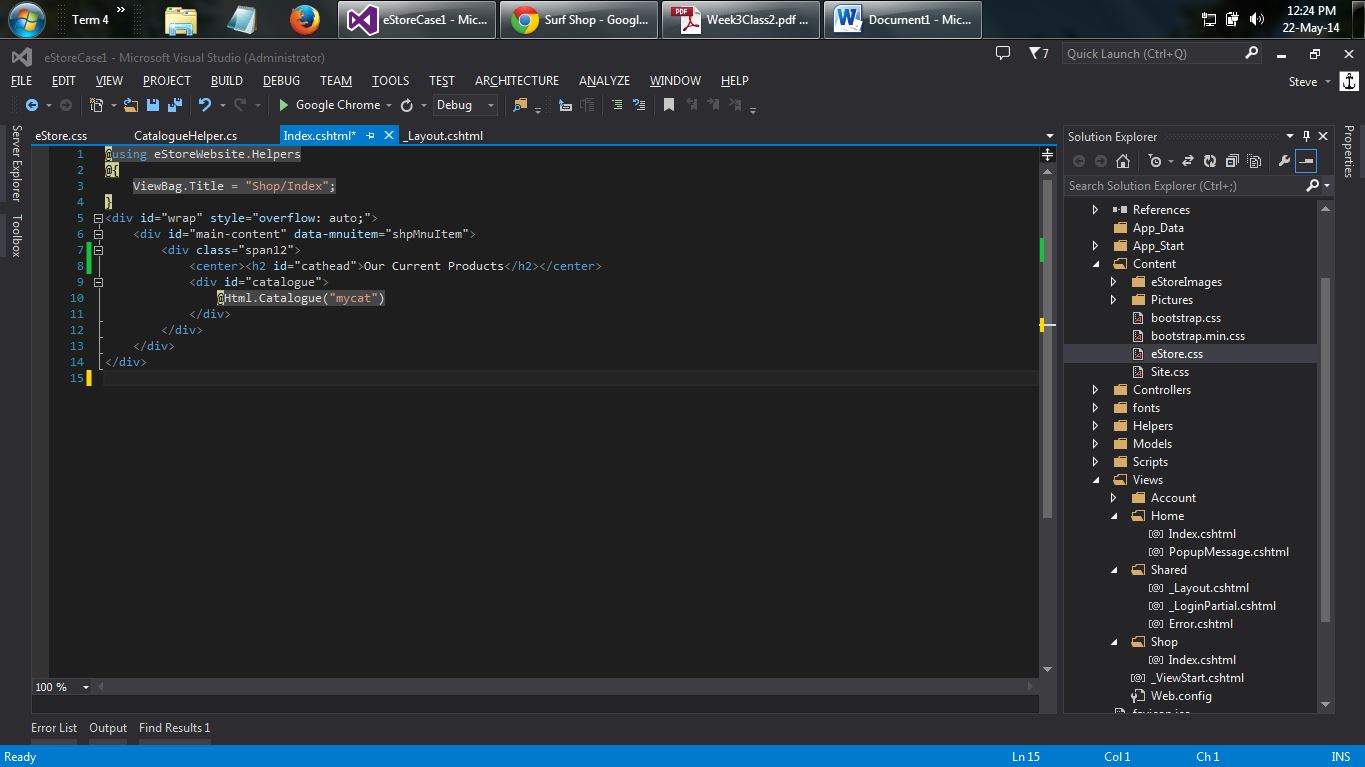 Term 4 » eStoreCase1 - Mic... Surf Shop - Googl... Week3Class2.pdf ... Document1 - Mic... 12:24 PM
22-May-14
eStoreCase1 - Microsoft Visual Studio (Administrator) 7 Quick Launch (Ctrl+Q)
FILE EDIT VIEW PROJECT BUILD DEBUG TEAM TOOLS TEST ARCHITECTURE ANALYZE WINDOW HELP Steve
Google Chrome Debug
eStore.css CatalogueHelper.cs Index.cshtml* _Layout.cshtml
Server Explorer
Toolbox
1 @using eStoreWebsite.Helpers
2 @{
3 ViewBag.Title = "Shop/Index";
4 }
5 <div id="wrap" style="overflow: auto;">
6 <div id="main-content" data-mnuitem="shpMnuItem">
7 <div class="span12">
8 <center><h2 id="cathead">Our Current Products</h2></center>
9 <div id="catalogue">
10 @Html.Catalogue("mycat")
11 </div>
12 </div>
13 </div>
14 </div>
15
100 %
Solution Explorer
Search Solution Explorer (Ctrl+;)
References
App_Data
App_Start
Content
eStoreImages
Pictures
bootstrap.css
bootstrap.min.css
eStore.css
Site.css
Controllers
fonts
Helpers
Models
Scripts
Views
Account
Home
Index.cshtml
PopupMessage.cshtml
Shared
_Layout.cshtml
_LoginPartial.cshtml
Error.cshtml
Shop
Index.cshtml
_ViewStart.cshtml
Web.config
Properties
Error List Output Find Results 1
Ready Ln 15 Col 1 Ch 1 INS